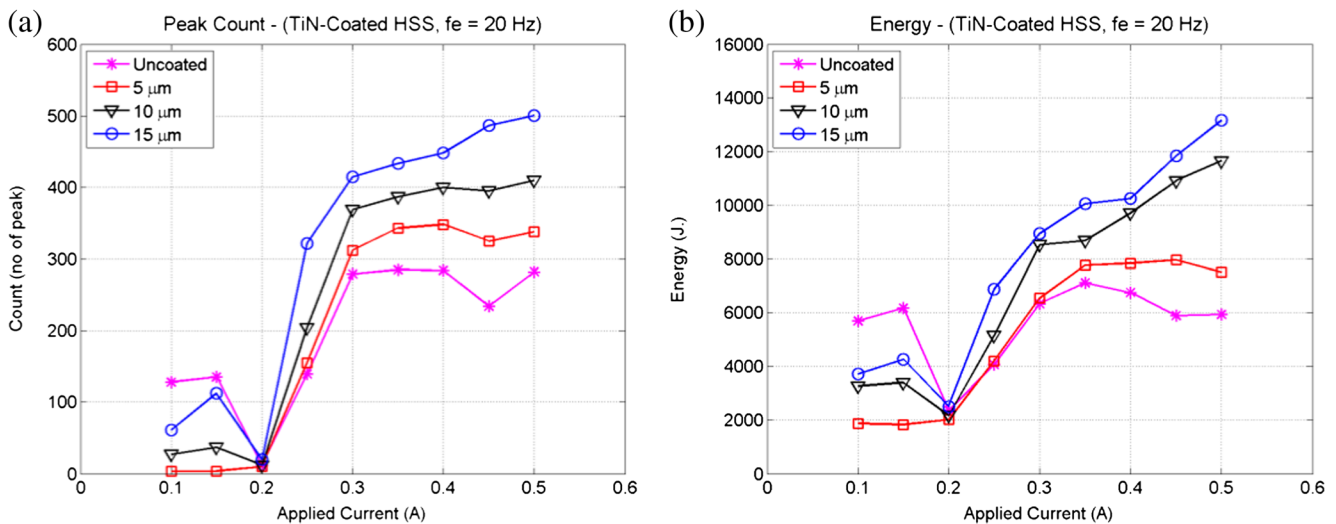 (a)
Peak Count - (TiN-Coated HSS, fe = 20 Hz)
600
500
400
300
200
100
0
Count (no of peak)
Uncoated
5 μm
10 μm
15 μm
0 0.1 0.2 0.3 0.4 0.5 0.6
Applied Current (A)
(b)
Energy - (TiN-Coated HSS, fe = 20 Hz)
16000
14000
12000
10000
8000
6000
4000
2000
0
Energy (J.)
Uncoated
5 μm
10 μm
15 μm
0 0.1 0.2 0.3 0.4 0.5 0.6
Applied Current (A)